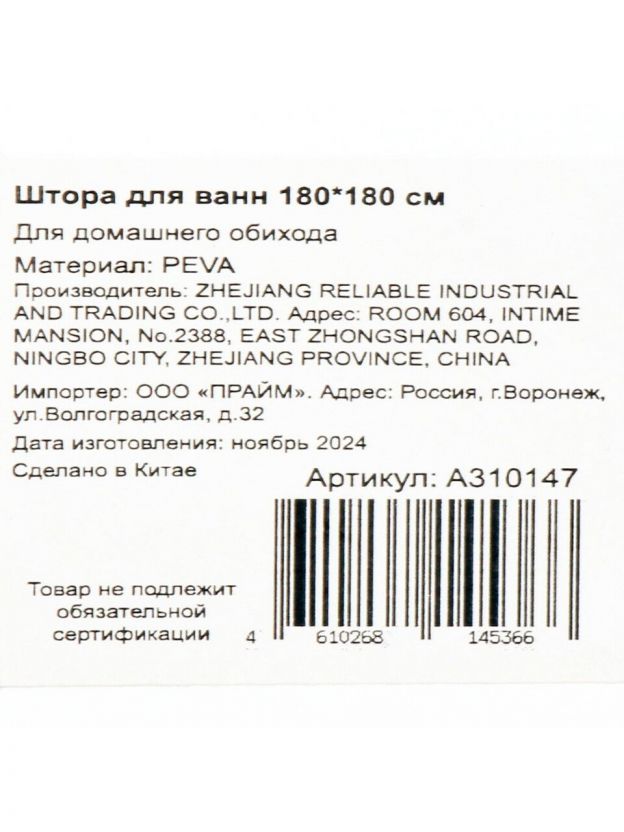 Штора для ванн 180*180 см
Для домашнего обихода
Материал: PEVA
Производитель: ZHEJIANG RELIABLE INDUSTRIAL
AND TRADING CO.,LTD. Адрес: ROOM 604, INTIME
MANSION, No.2388, EAST ZHONGSHAN ROAD,
NINGBO CITY, ZHEJIANG PROVINCE, CHINA
Импортер: ООО «ПРАЙМ». Адрес: Россия, г.Воронеж,
ул.Волгоградская, д.32
Дата изготовления: ноябрь 2024
Сделано в Китае
Артикул: А310147
Товар не подлежит
обязательной
сертификации
4 610268 145366